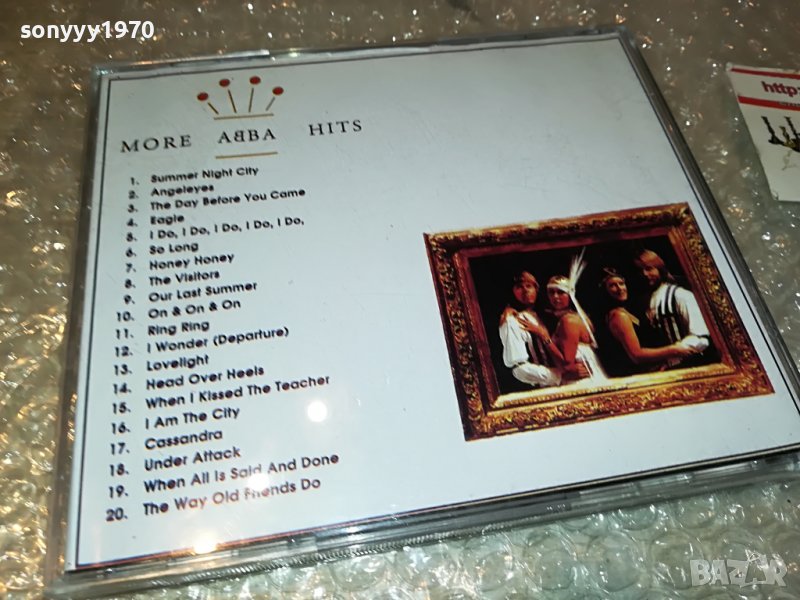 sonyyy1970
http:
MORE AᗺBA HITS
1. Summer Night City
2. Angeleyes
3. The Day Before You Came
4. Eagle
5. I Do, I Do, I Do, I Do, I Do,
6. So Long
7. Honey Honey
8. The Visitors
9. Our Last Summer
10. On & On & On
11. Ring Ring
12. I Wonder (Departure)
13. Lovelight
14. Head Over Heels
15. When I Kissed The Teacher
16. I Am The City
17. Cassandra
18. Under Attack
19. When All Is Said And Done
20. The Way Old Friends Do
BAZAR